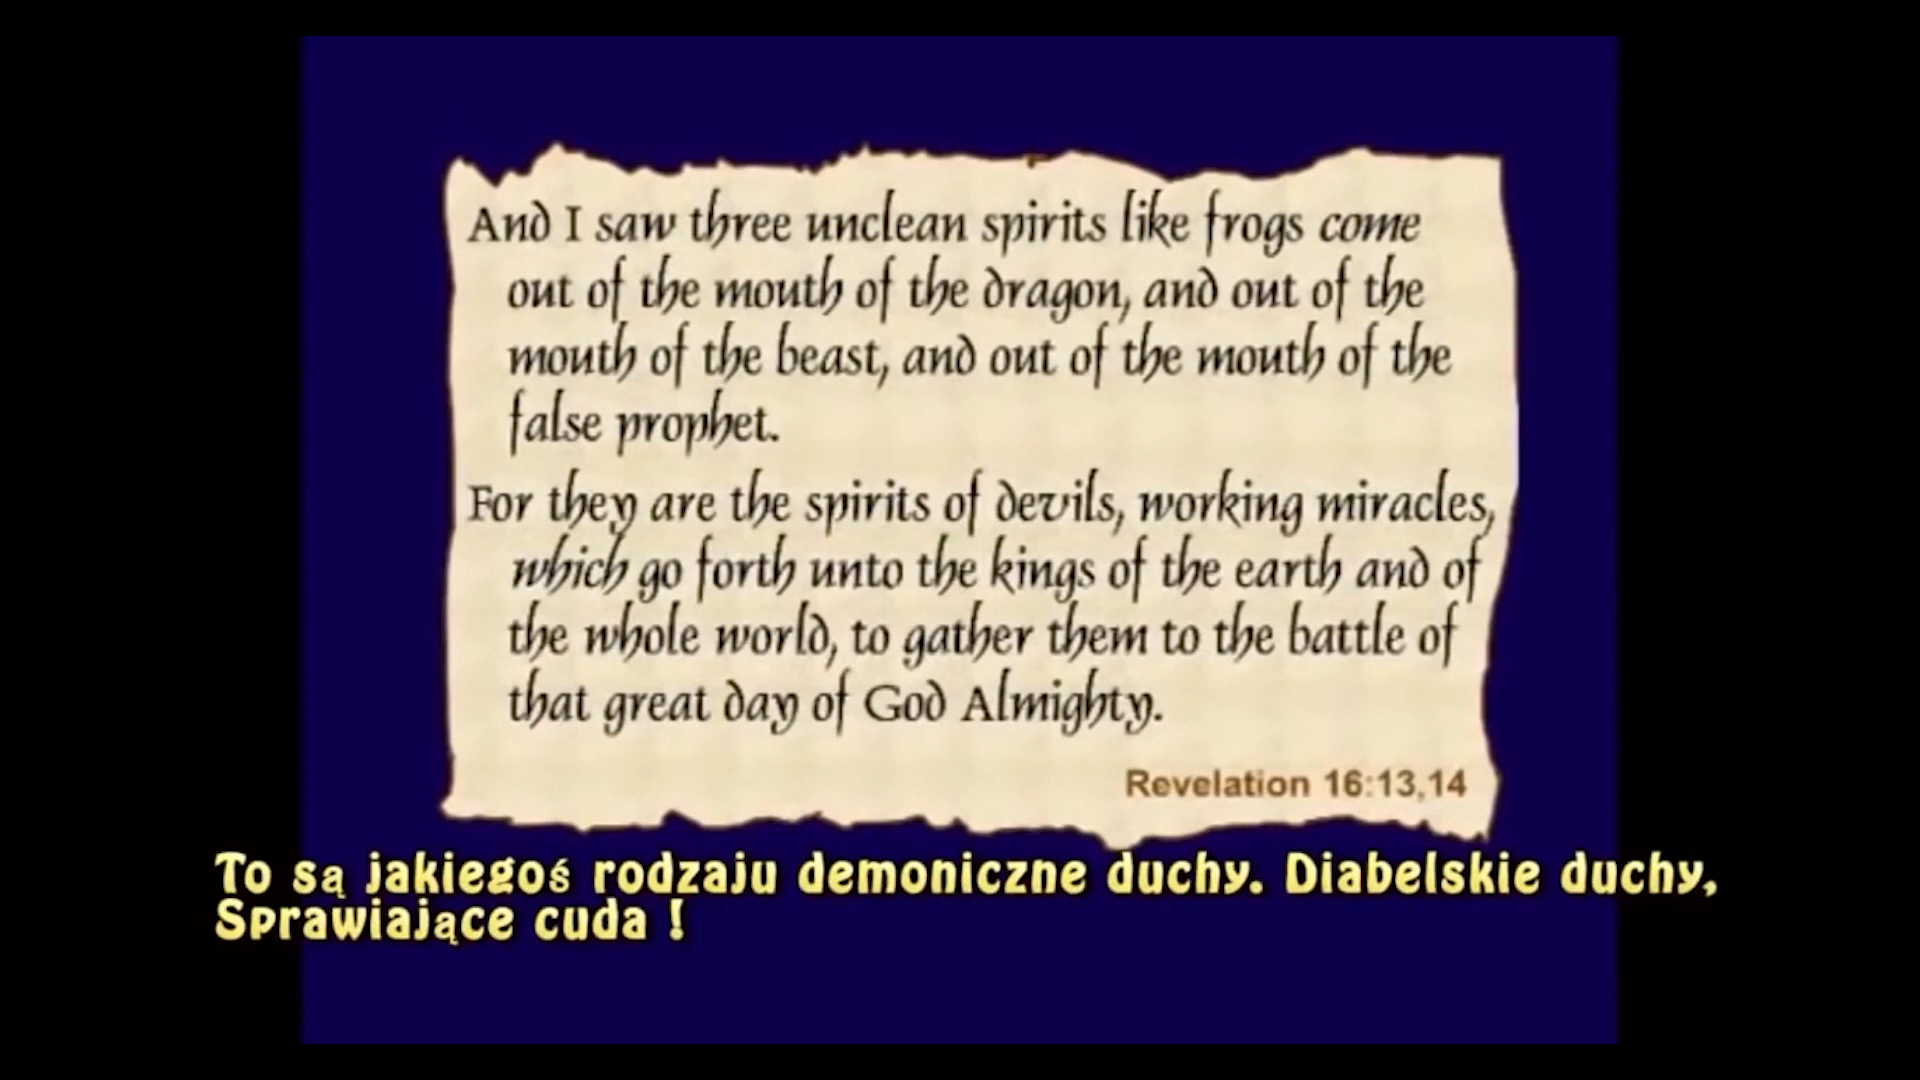 And I saw three unclean spirits like frogs come
out of the mouth of the dragon, and out of the
mouth of the beast, and out of the mouth of the
false prophet.
For they are the spirits of devils, working miracles,
which go forth unto the kings of the earth and of
the whole world, to gather them to the battle of
that great day of God Almighty.
Revelation 16:13,14
To są jakiegoś rodzaju demoniczne duchy. Diabelskie duchy,
Sprawiające cuda !